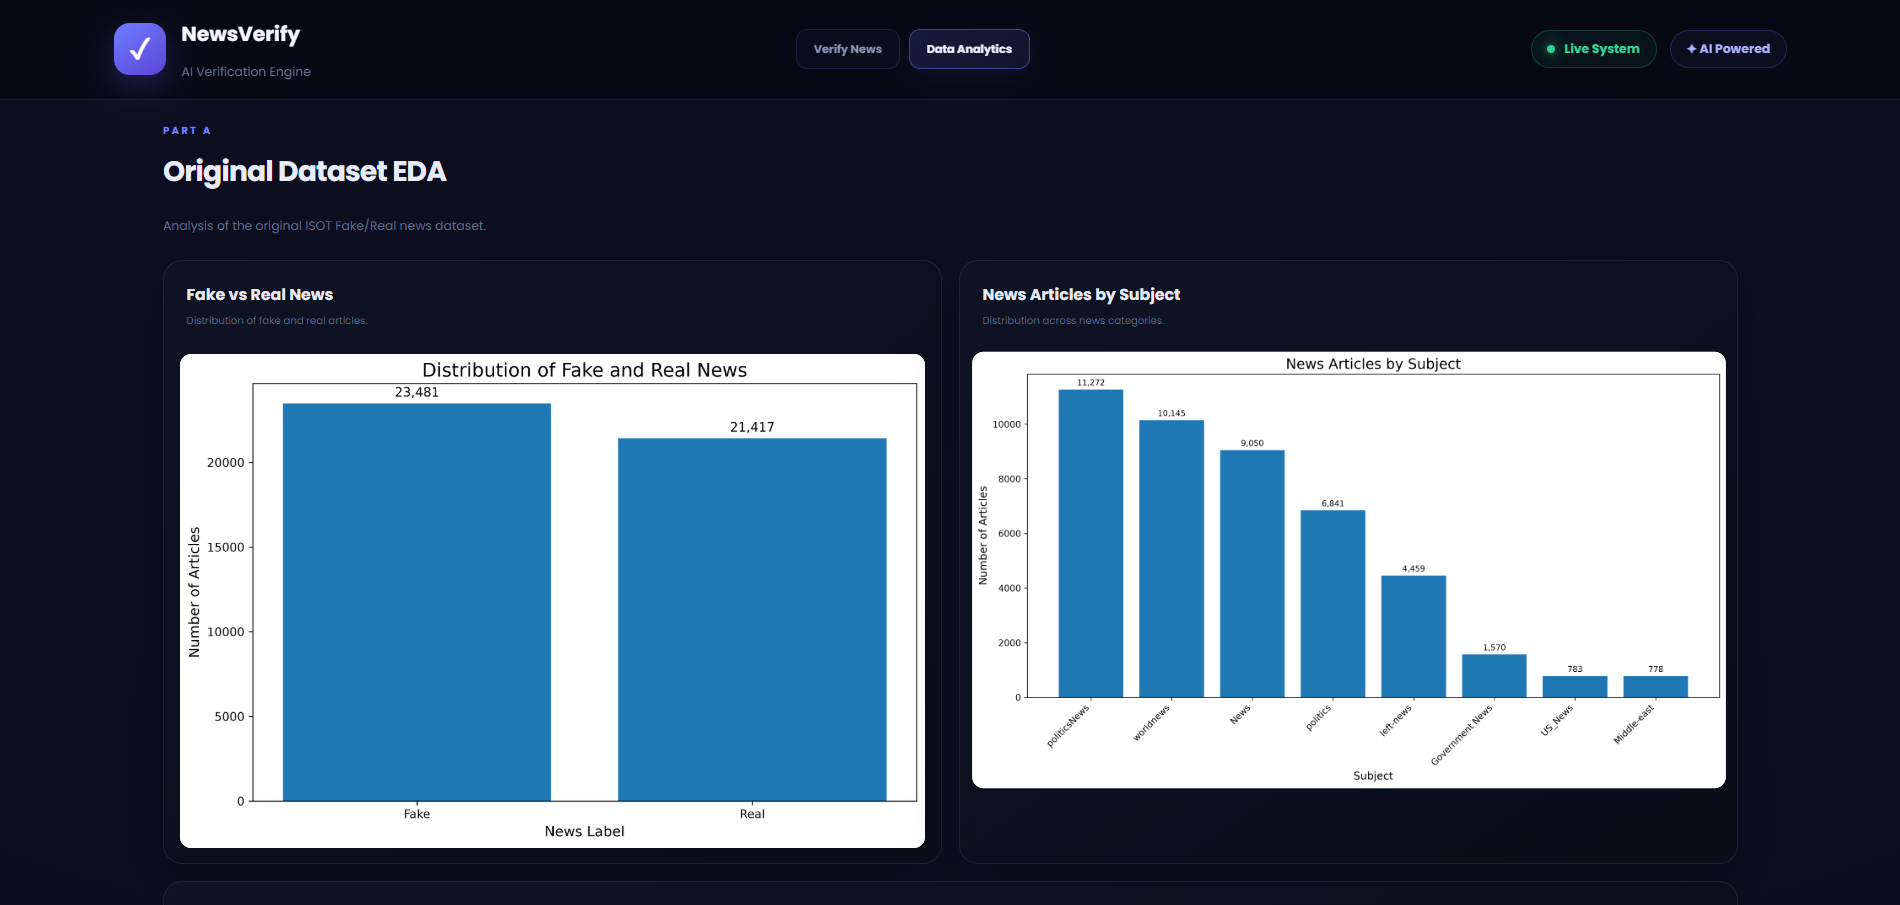 NewsVerify
AI Verification Engine
Verify News
Data Analytics
Live System
✦ AI Powered
PART A
Original Dataset EDA
Analysis of the original ISOT Fake/Real news dataset.
Fake vs Real News
Distribution of fake and real articles.
Distribution of Fake and Real News
23,481
21,417
20000
15000
10000
5000
0
Number of Articles
Fake
Real
News Label
News Articles by Subject
Distribution across news categories.
News Articles by Subject
11,272
10,145
9,050
6,841
4,459
1,570
783
778
10000
8000
6000
4000
2000
0
Number of Articles
politicsNews
worldnews
News
politics
left-news
Government News
US_News
Middle-east
Subject